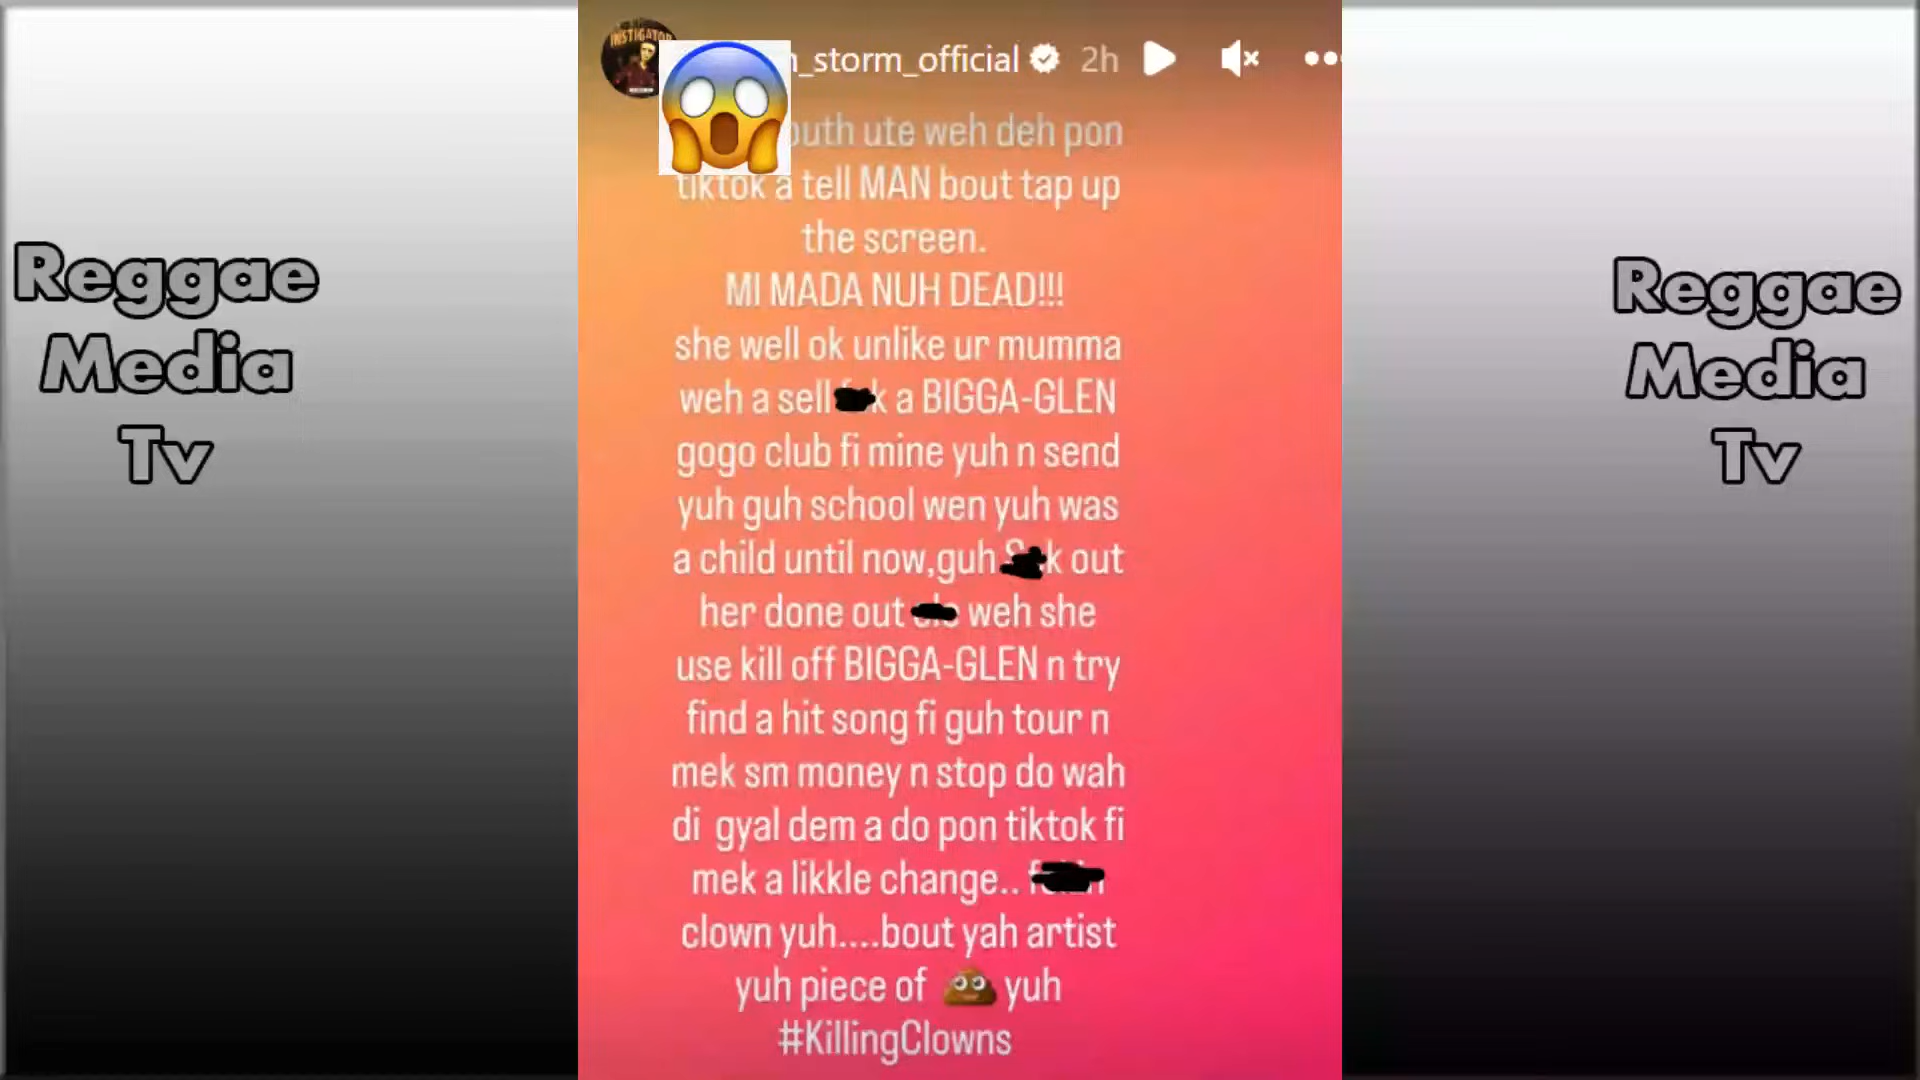 Reggae
Media
Tv
INSTIGATOR
_storm_official 2h
outh ute weh deh pon
tiktok a tell MAN bout tap up
the screen.
MI MADA NUH DEAD!!!
she well ok unlike ur mumma
weh a sell a BIGGA-GLEN
gogo club fi mine yuh n send
yuh guh school wen yuh was
a child until now,guh out
her done out weh she
use kill off BIGGA-GLEN n try
find a hit song fi guh tour n
mek sm money n stop do wah
di gyal dem a do pon tiktok fi
mek a likkle change..
clown yuh....bout yah artist
yuh piece of 💩 yuh
#KillingClowns
Reggae
Media
Tv